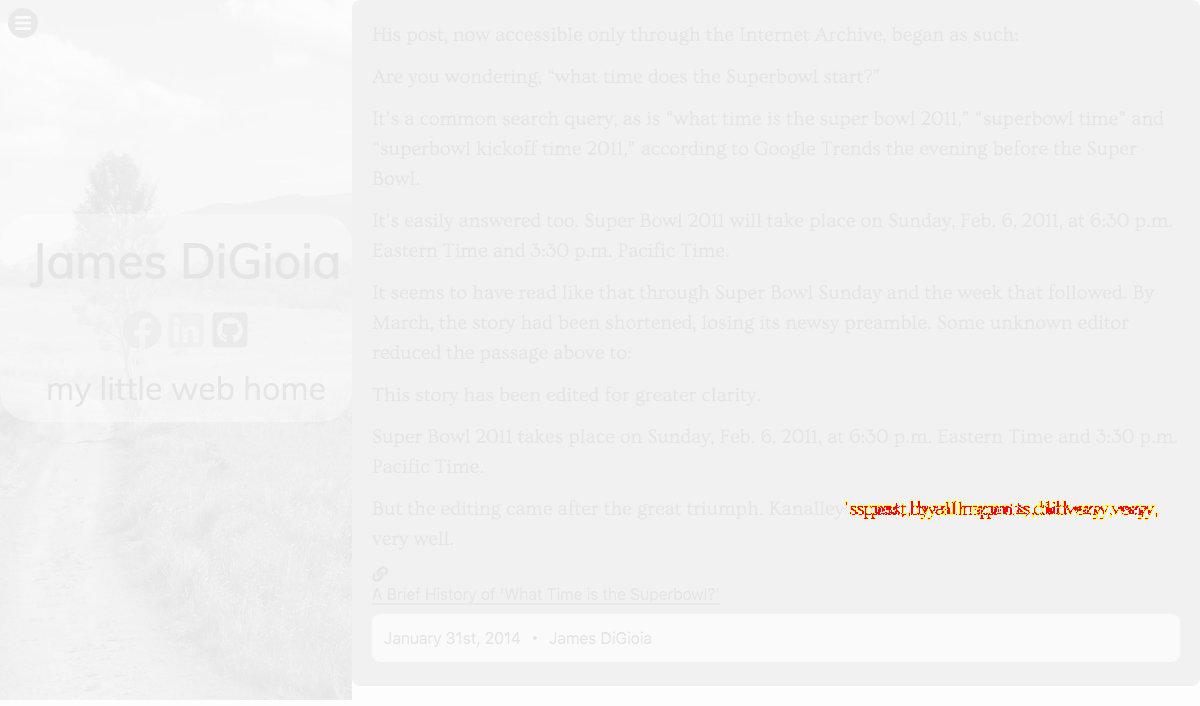 James DiGioia
my little web home
His post, now accessible only through the Internet Archive, began as such:
Are you wondering, “what time does the Superbowl start?”
It's a common search query, as is “what time is the super bowl 2011,” “superbowl time” and
“superbowl kickoff time 2011,” according to Google Trends the evening before the Super
Bowl.
It's easily answered too. Super Bowl 2011 will take place on Sunday, Feb. 6, 2011, at 6:30 p.m.
Eastern Time and 3:30 p.m. Pacific Time.
It seems to have read like that through Super Bowl Sunday and the week that followed. By
March, the story had been shortened, losing its newsy preamble. Some unknown editor
reduced the passage above to:
This story has been edited for greater clarity.
Super Bowl 2011 takes place on Sunday, Feb. 6, 2011, at 6:30 p.m. Eastern Time and 3:30 p.m.
Pacific Time.
But the editing came after the great triumph. Kanalley
very well.
A Brief History of 'What Time is the Superbowl?'
January 31st, 2014 • James DiGioia